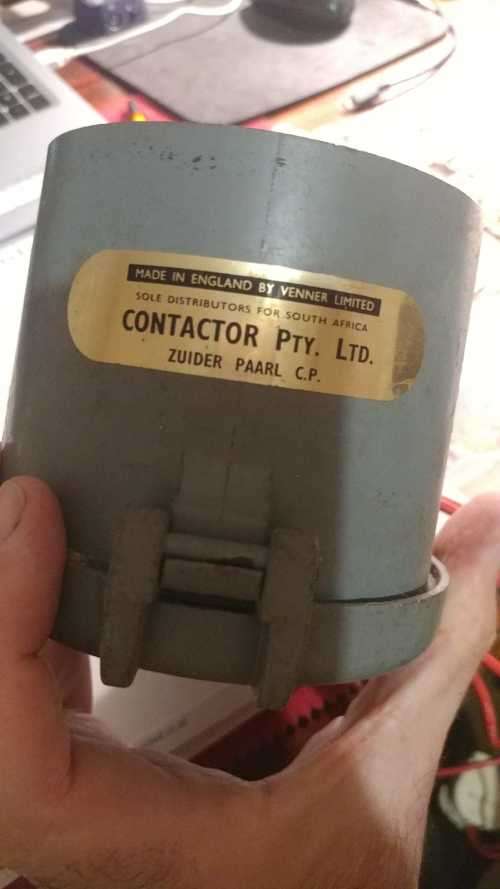 MADE IN ENGLAND BY VENNER LIMITED
SOLE DISTRIBUTORS FOR SOUTH AFRICA
CONTACTOR PTY. LTD.
ZUIDER PAARL C.P.